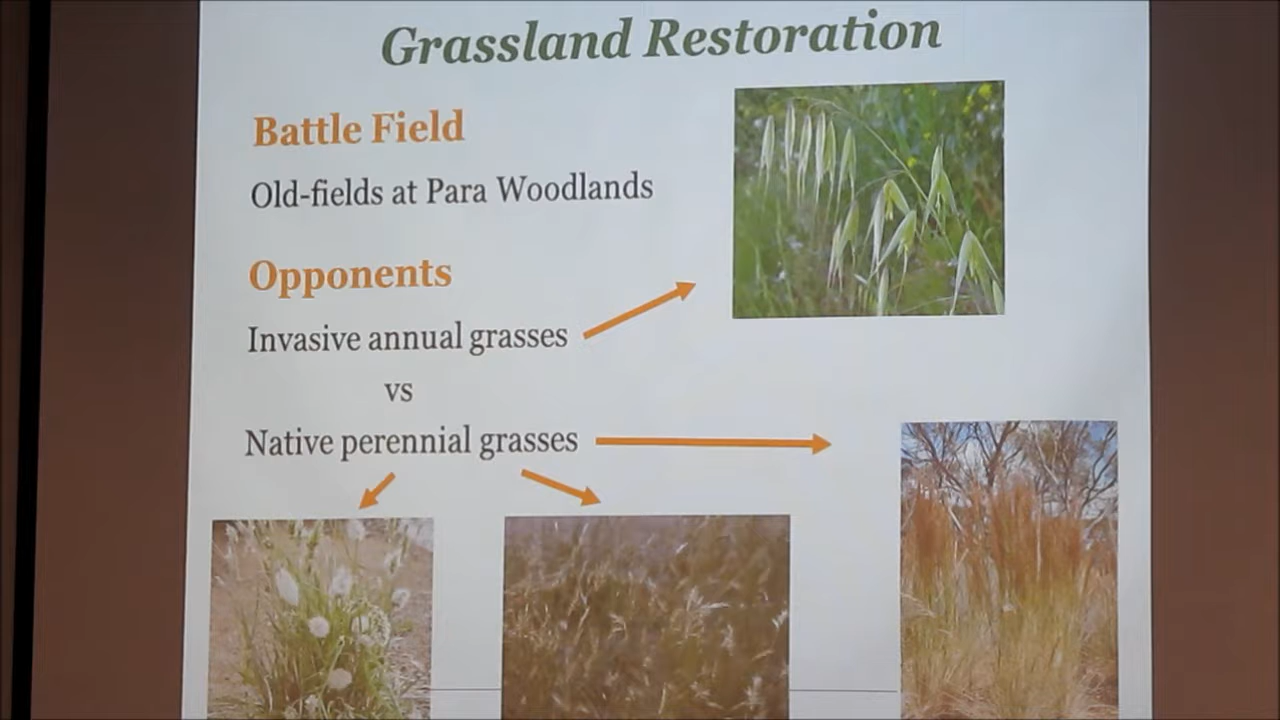 Grassland Restoration
Battle Field
Old-fields at Para Woodlands
Opponents
Invasive annual grasses
vs
Native perennial grasses